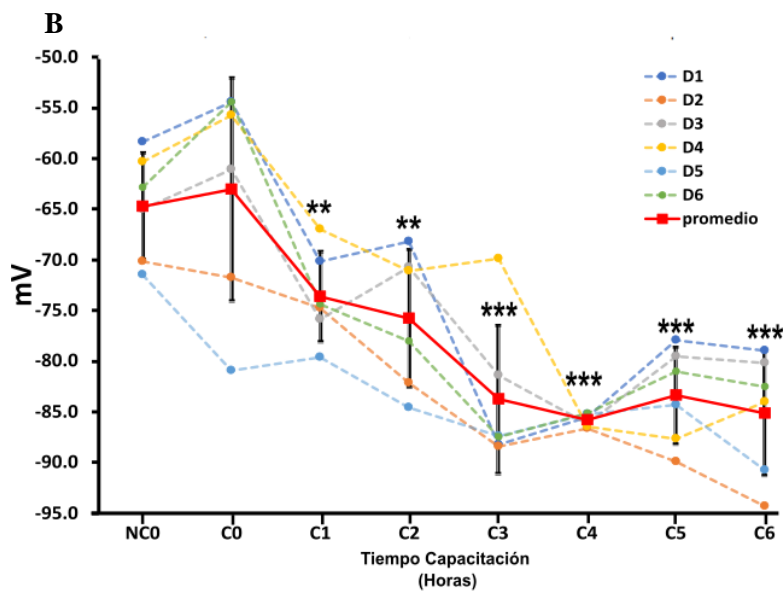 B
-50.0
-55.0
-60.0
-65.0
-70.0
-75.0
-80.0
-85.0
-90.0
-95.0
mV
D1
D2
D3
D4
D5
D6
promedio
**
**
***
***
***
***
NC0 C0 C1 C2 C3 C4 C5 C6
Tiempo Capacitación
(Horas)